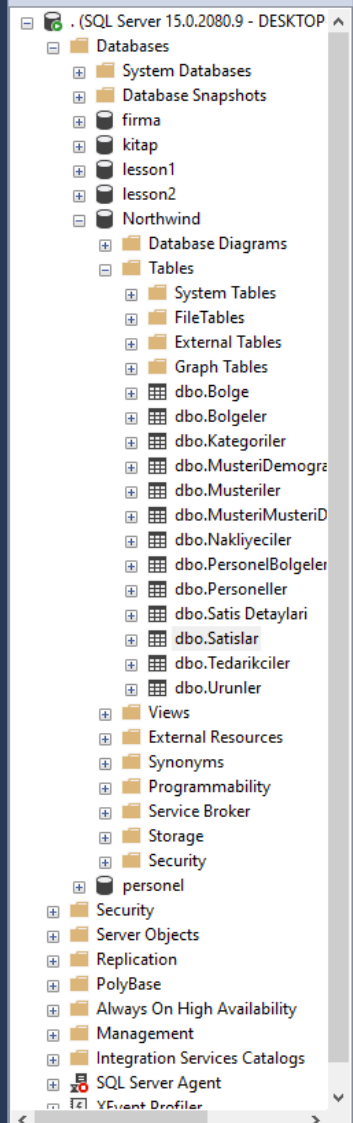 . (SQL Server 15.0.2080.9 - DESKTOP
Databases
System Databases
Database Snapshots
firma
kitap
lesson1
lesson2
Northwind
Database Diagrams
Tables
System Tables
FileTables
External Tables
Graph Tables
dbo.Bolge
dbo.Bolgeler
dbo.Kategoriler
dbo.MusteriDemogra
dbo.Musteriler
dbo.MusteriMusteriD
dbo.Nakliyeciler
dbo.PersonelBolgeler
dbo.Personeller
dbo.Satis Detaylari
dbo.Satislar
dbo.Tedarikciler
dbo.Urunler
Views
External Resources
Synonyms
Programmability
Service Broker
Storage
Security
personel
Security
Server Objects
Replication
PolyBase
Always On High Availability
Management
Integration Services Catalogs
SQL Server Agent
XEvent Profiler